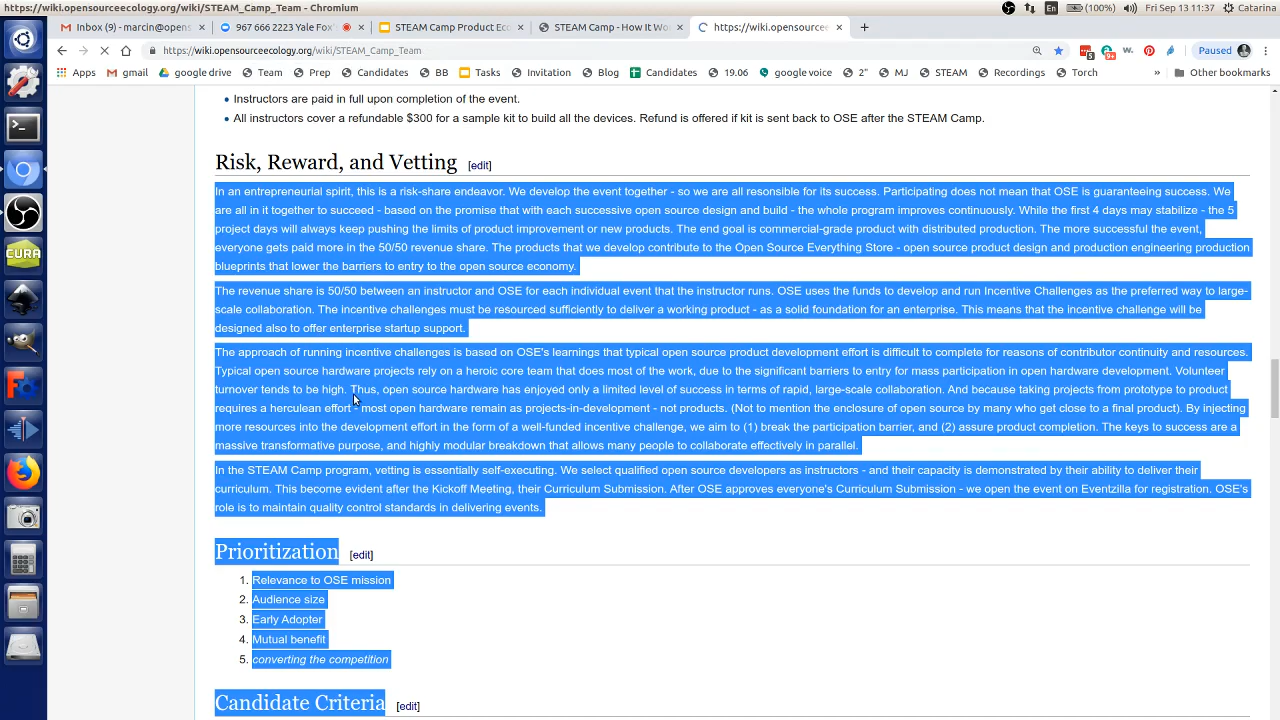 https://wiki.opensourceecology.org/wiki/STEAM_Camp_Team - Chromium
En (100%) Fri Sep 13 11:37 Catarina
Inbox (9) - marcin@opens × 967 666 2223 Yale Fox' × STEAM Camp Product Ec × STEAM Camp - How It Wo × https://wiki.opensource ×
https://wiki.opensourceecology.org/wiki/STEAM_Camp_Team 5 9+ w. Paused
Apps gmail google drive Team Prep Candidates BB Tasks Invitation Blog Candidates 19.06 google voice 2" MJ STEAM Recordings Torch » Other bookmarks
Instructors are paid in full upon completion of the event.
All instructors cover a refundable $300 for a sample kit to build all the devices. Refund is offered if kit is sent back to OSE after the STEAM Camp.
Risk, Reward, and Vetting [edit]
In an entrepreneurial spirit, this is a risk-share endeavor. We develop the event together - so we are all resonsible for its success. Participating does not mean that OSE is guaranteeing success. We
are all in it together to succeed - based on the promise that with each successive open source design and build - the whole program improves continuously. While the first 4 days may stabilize - the 5
project days will always keep pushing the limits of product improvement or new products. The end goal is commercial-grade product with distributed production. The more successful the event,
everyone gets paid more in the 50/50 revenue share. The products that we develop contribute to the Open Source Everything Store - open source product design and production engineering production
blueprints that lower the barriers to entry to the open source economy.
The revenue share is 50/50 between an instructor and OSE for each individual event that the instructor runs. OSE uses the funds to develop and run Incentive Challenges as the preferred way to large-
scale collaboration. The incentive challenges must be resourced sufficiently to deliver a working product - as a solid foundation for an enterprise. This means that the incentive challenge will be
designed also to offer enterprise startup support.
The approach of running incentive challenges is based on OSE's learnings that typical open source product development effort is difficult to complete for reasons of contributor continuity and resources.
Typical open source hardware projects rely on a heroic core team that does most of the work, due to the significant barriers to entry for mass participation in open hardware development. Volunteer
turnover tends to be high. Thus, open source hardware has enjoyed only a limited level of success in terms of rapid, large-scale collaboration. And because taking projects from prototype to product
requires a herculean effort - most open hardware remain as projects-in-development - not products. (Not to mention the enclosure of open source by many who get close to a final product). By injecting
more resources into the development effort in the form of a well-funded incentive challenge, we aim to (1) break the participation barrier, and (2) assure product completion. The keys to success are a
massive transformative purpose, and highly modular breakdown that allows many people to collaborate effectively in parallel.
In the STEAM Camp program, vetting is essentially self-executing. We select qualified open source developers as instructors - and their capacity is demonstrated by their ability to deliver their
curriculum. This become evident after the Kickoff Meeting, their Curriculum Submission. After OSE approves everyone's Curriculum Submission - we open the event on Eventzilla for registration. OSE's
role is to maintain quality control standards in delivering events.
Prioritization [edit]
1. Relevance to OSE mission
2. Audience size
3. Early Adopter
4. Mutual benefit
5. converting the competition
Candidate Criteria [edit]
CURA